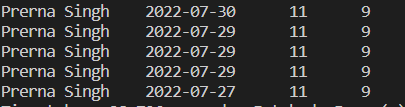 Prerna Singh 2022-07-30 11 9
Prerna Singh 2022-07-29 11 9
Prerna Singh 2022-07-29 11 9
Prerna Singh 2022-07-29 11 9
Prerna Singh 2022-07-27 11 9